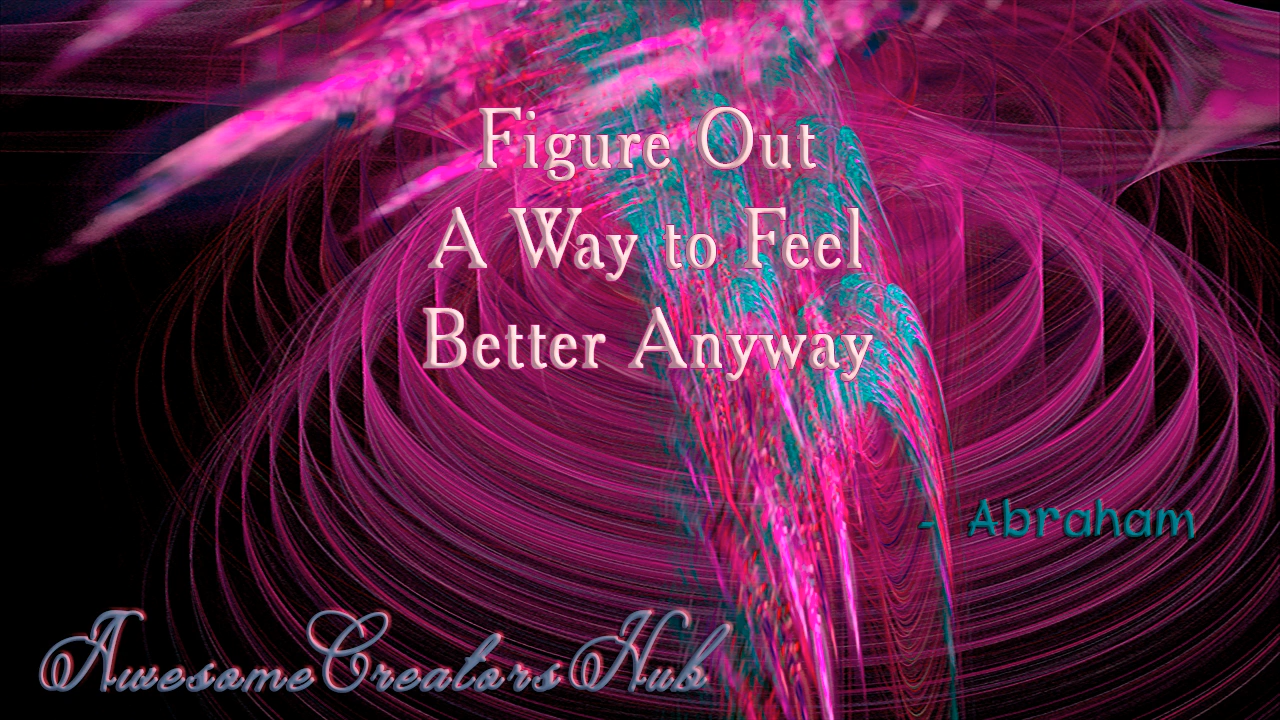 Figure Out
A Way to Feel
Better Anyway
- Abraham
AwesomeCreatorsHub